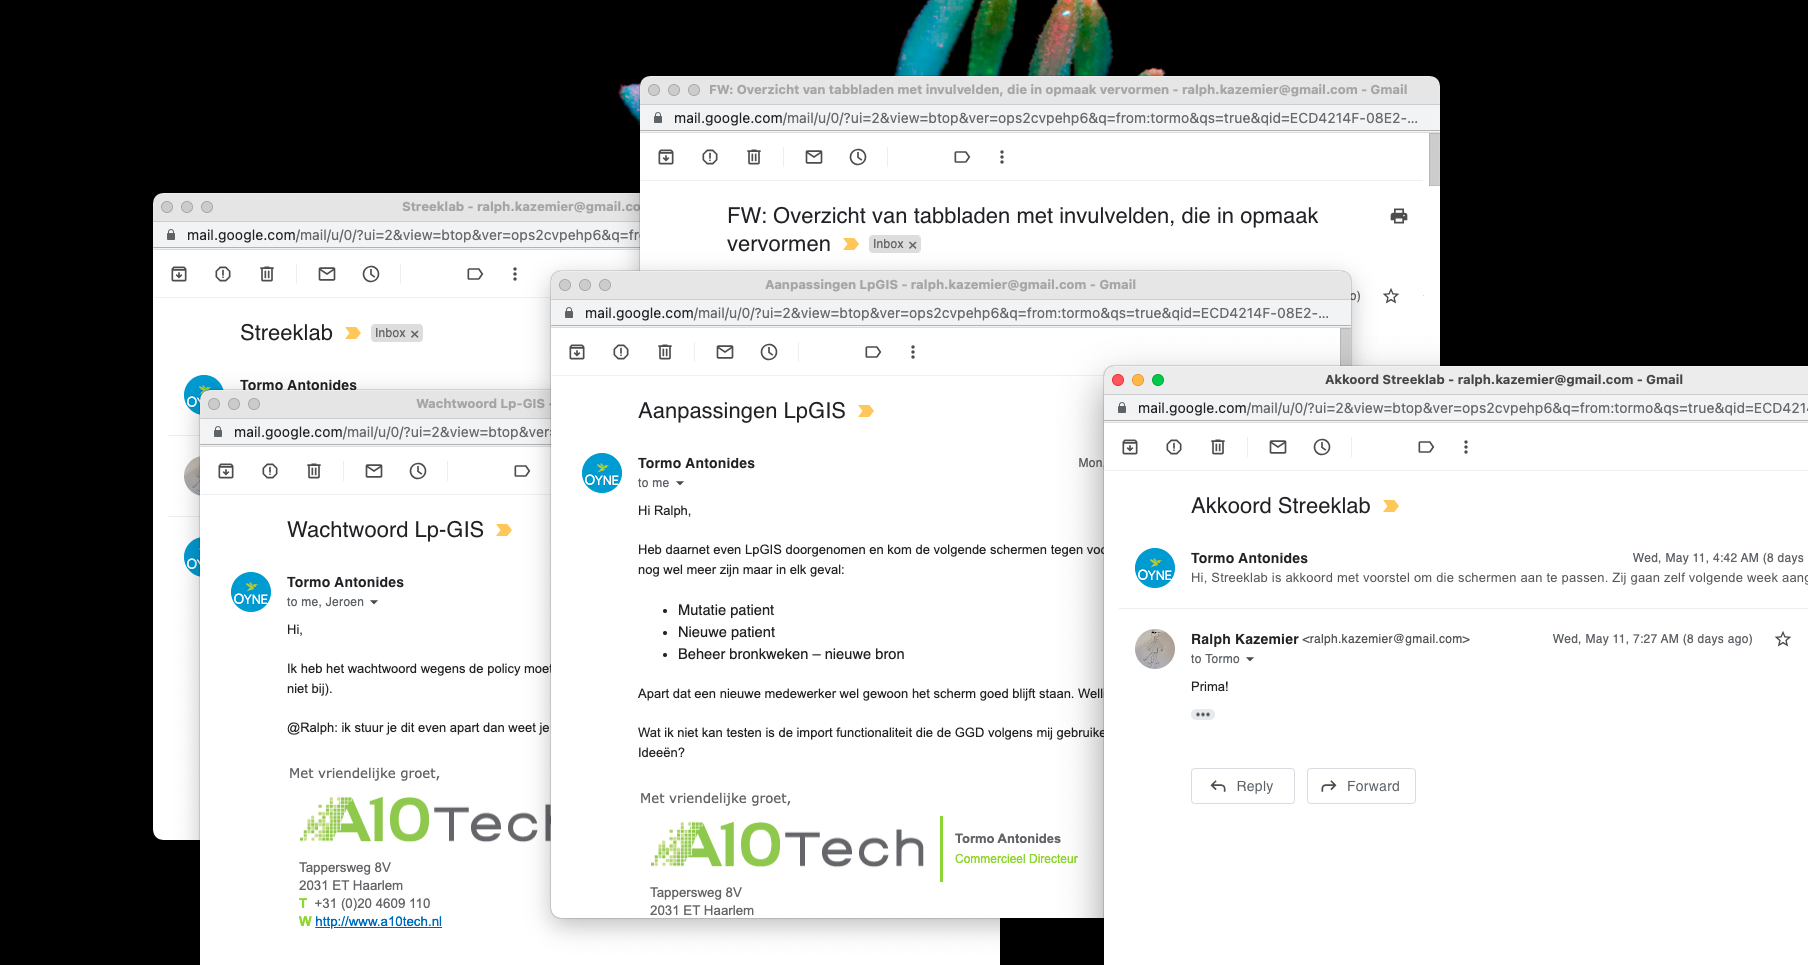 FW: Overzicht van tabbladen met invulvelden, die in opmaak vervormen - ralph.kazemier@gmail.com - Gmail
mail.google.com/mail/u/0/?ui=2&view=btop&ver=ops2cvpehp6&q=from:tormo&qs=true&qid=ECD4214F-08E2-...
FW: Overzicht van tabbladen met invulvelden, die in opmaak
vervormen
Inbox x
Streeklab - ralph.kazemier@gmail.co
mail.google.com/mail/u/0/?ui=2&view=btop&ver=ops2cvpehp6&q=fr
Streeklab
Inbox x
Tormo Antonides
Wachtwoord Lp-GIS -
mail.google.com/mail/u/0/?ui=2&view=btop&ver=
Wachtwoord Lp-GIS
OYNE
Tormo Antonides
to me, Jeroen
Hi,
Ik heb het wachtwoord wegens de policy moet
niet bij).
@Ralph: ik stuur je dit even apart dan weet je
Met vriendelijke groet,
A10Tech
Tappersweg 8V
2031 ET Haarlem
T +31 (0)20 4609 110
W http://www.a10tech.nl
Aanpassingen LpGIS - ralph.kazemier@gmail.com - Gmail
mail.google.com/mail/u/0/?ui=2&view=btop&ver=ops2cvpehp6&q=from:tormo&qs=true&qid=ECD4214F-08E2-...
Aanpassingen LpGIS
OYNE
Tormo Antonides
Mon
to me
Hi Ralph,
Heb daarnet even LpGIS doorgenomen en kom de volgende schermen tegen voo
nog wel meer zijn maar in elk geval:
• Mutatie patient
• Nieuwe patient
• Beheer bronkweken – nieuwe bron
Apart dat een nieuwe medewerker wel gewoon het scherm goed blijft staan. Well
Wat ik niet kan testen is de import functionaliteit die de GGD volgens mij gebruike
Ideeën?
Met vriendelijke groet,
A10Tech
Tormo Antonides
Commercieel Directeur
Tappersweg 8V
2031 ET Haarlem
Akkoord Streeklab - ralph.kazemier@gmail.com - Gmail
mail.google.com/mail/u/0/?ui=2&view=btop&ver=ops2cvpehp6&q=from:tormo&qs=true&qid=ECD421
Akkoord Streeklab
OYNE
Tormo Antonides
Wed, May 11, 4:42 AM (8 days
Hi, Streeklab is akkoord met voorstel om die schermen aan te passen. Zij gaan zelf volgende week aang
Ralph Kazemier <ralph.kazemier@gmail.com>
Wed, May 11, 7:27 AM (8 days ago)
to Tormo
Prima!
•••
Reply
Forward